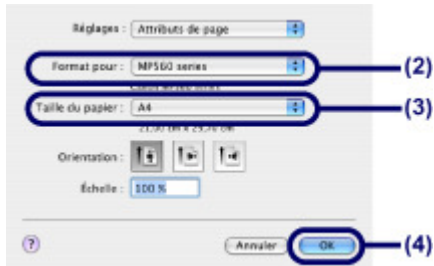 Réglages : Attributs de page
Format pour : MP560 series (2)
Taille du papier : A4 (3)
21,00 cm x 29,70 cm
Orientation :
Échelle : 100 %
? Annuler OK (4)